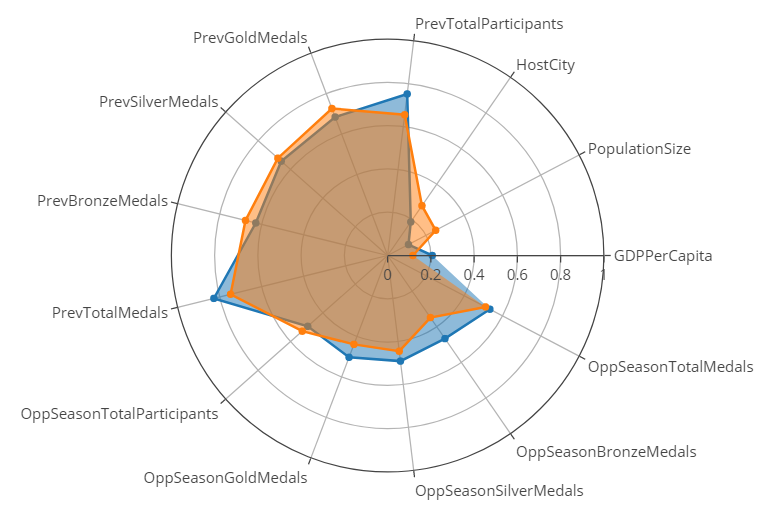 PrevTotalParticipants
PrevGoldMedals
HostCity
PrevSilverMedals
PopulationSize
PrevBronzeMedals
GDPPerCapita
0 0.2 0.4 0.6 0.8 1
PrevTotalMedals
OppSeasonTotalMedals
OppSeasonTotalParticipants
OppSeasonBronzeMedals
OppSeasonGoldMedals
OppSeasonSilverMedals